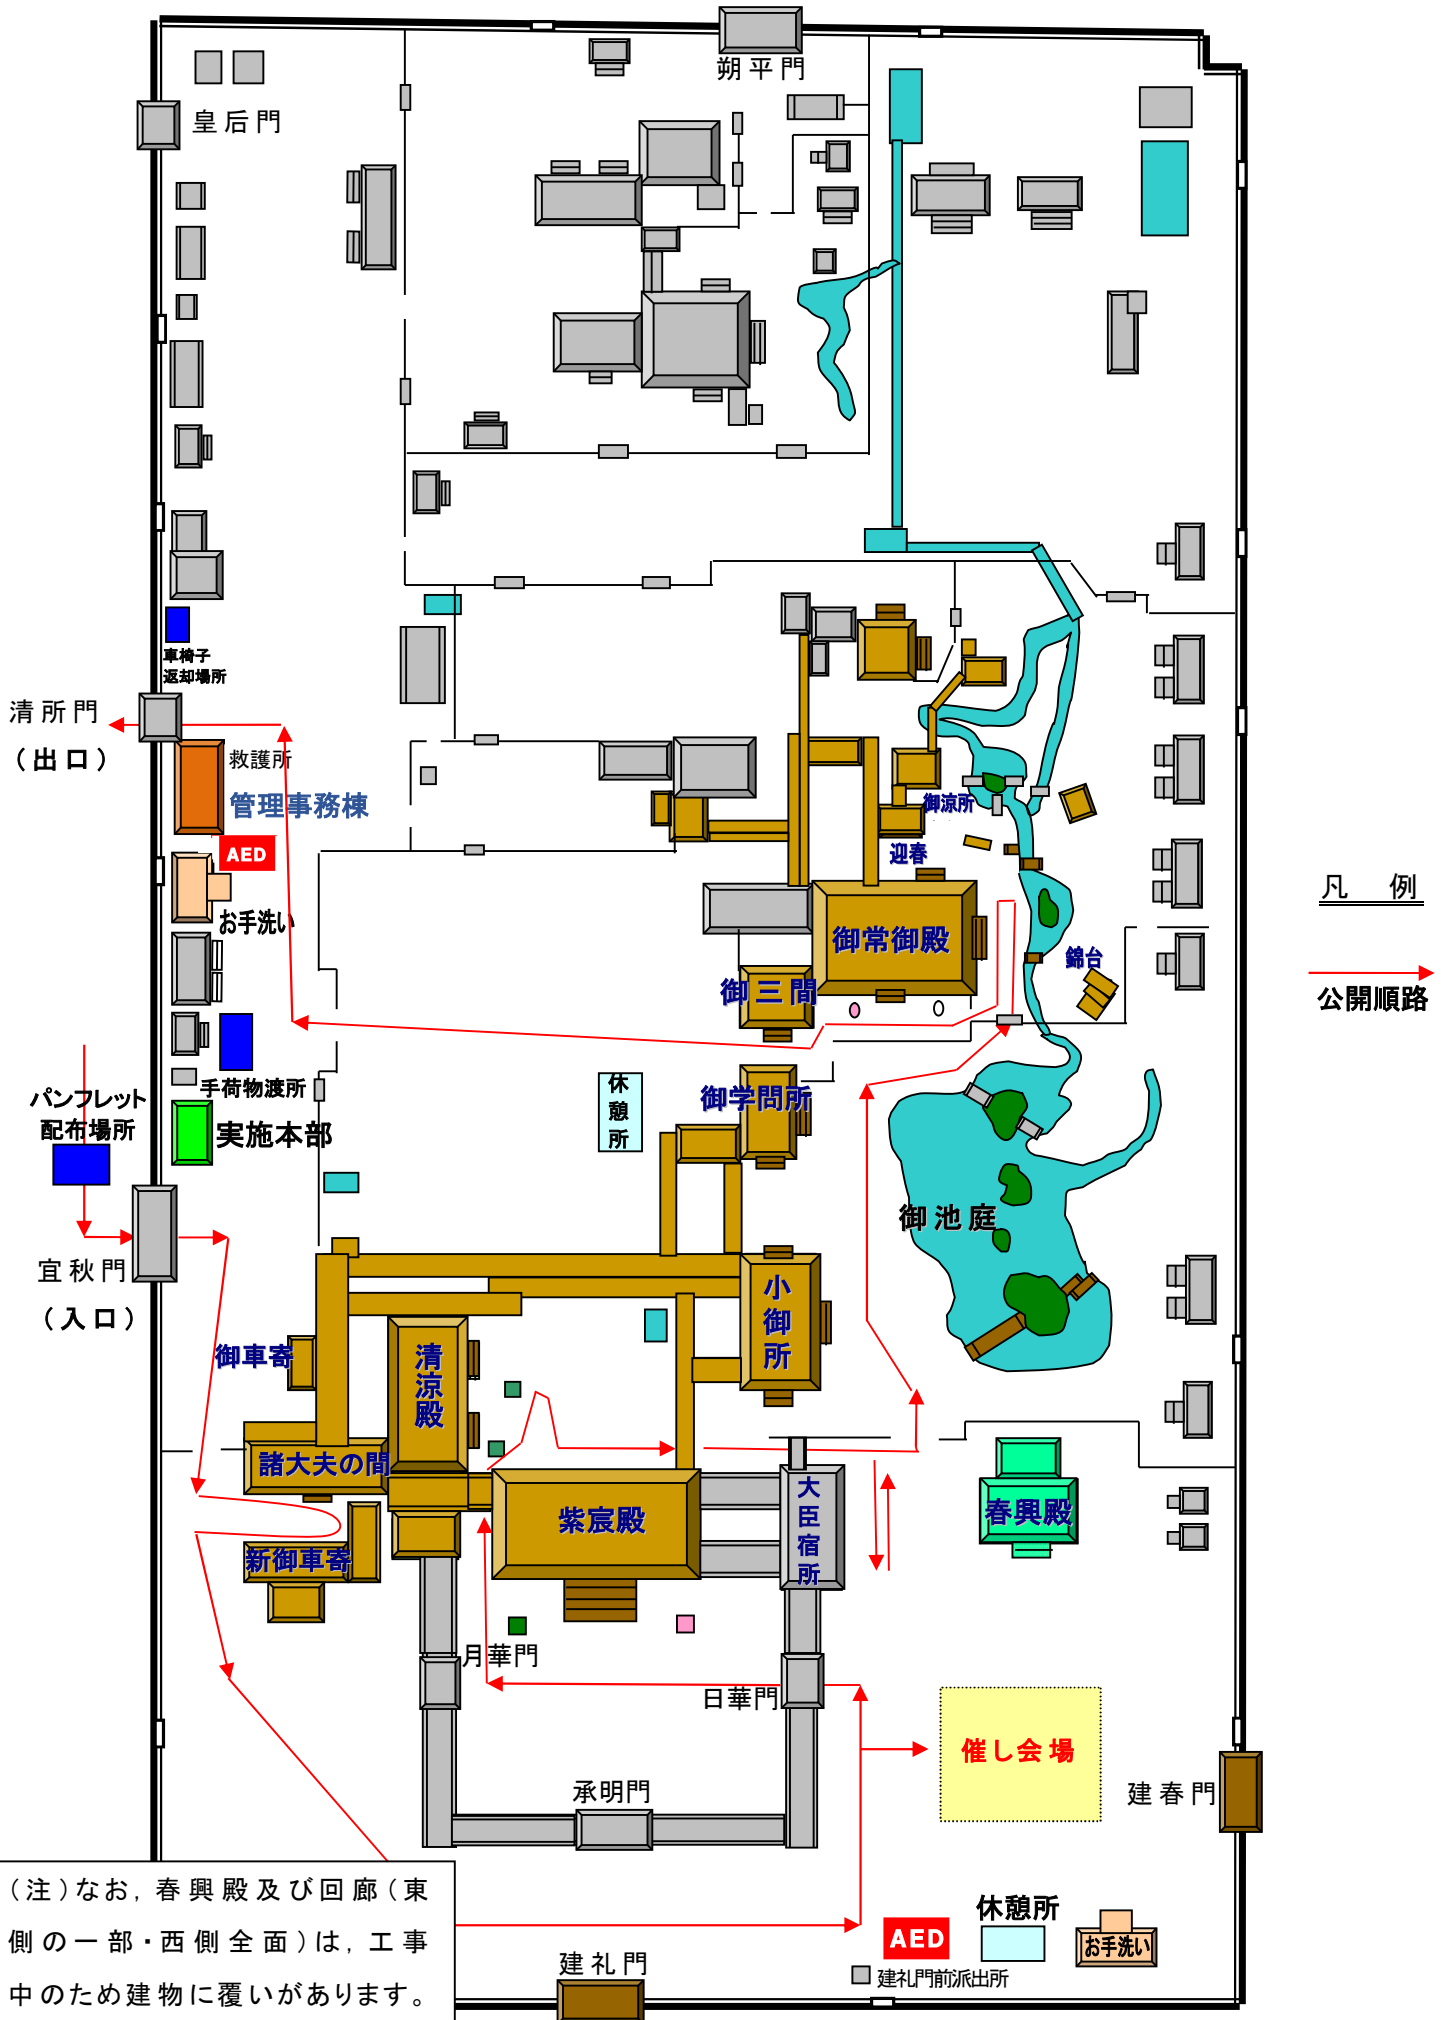 朔平門
皇后門
車椅子
返却場所
清所門
(出口)
救護所
管理事務棟
AED
お手洗い
御涼所
迎春
御常御殿
御三間
錦台
凡　例
公開順路
手荷物渡所
パンフレット
配布場所
実施本部
休
憩
所
御学問所
御池庭
宜秋門
(入口)
御車寄
清
涼
殿
小
御
所
諸大夫の間
新御車寄
紫宸殿
大
臣
宿
所
春興殿
月華門
日華門
催し会場
承明門
建春門
(注)なお,春興殿及び回廊(東
側の一部・西側全面)は,工事
中のため建物に覆いがあります。
AED
休憩所
お手洗い
建礼門前派出所
建礼門